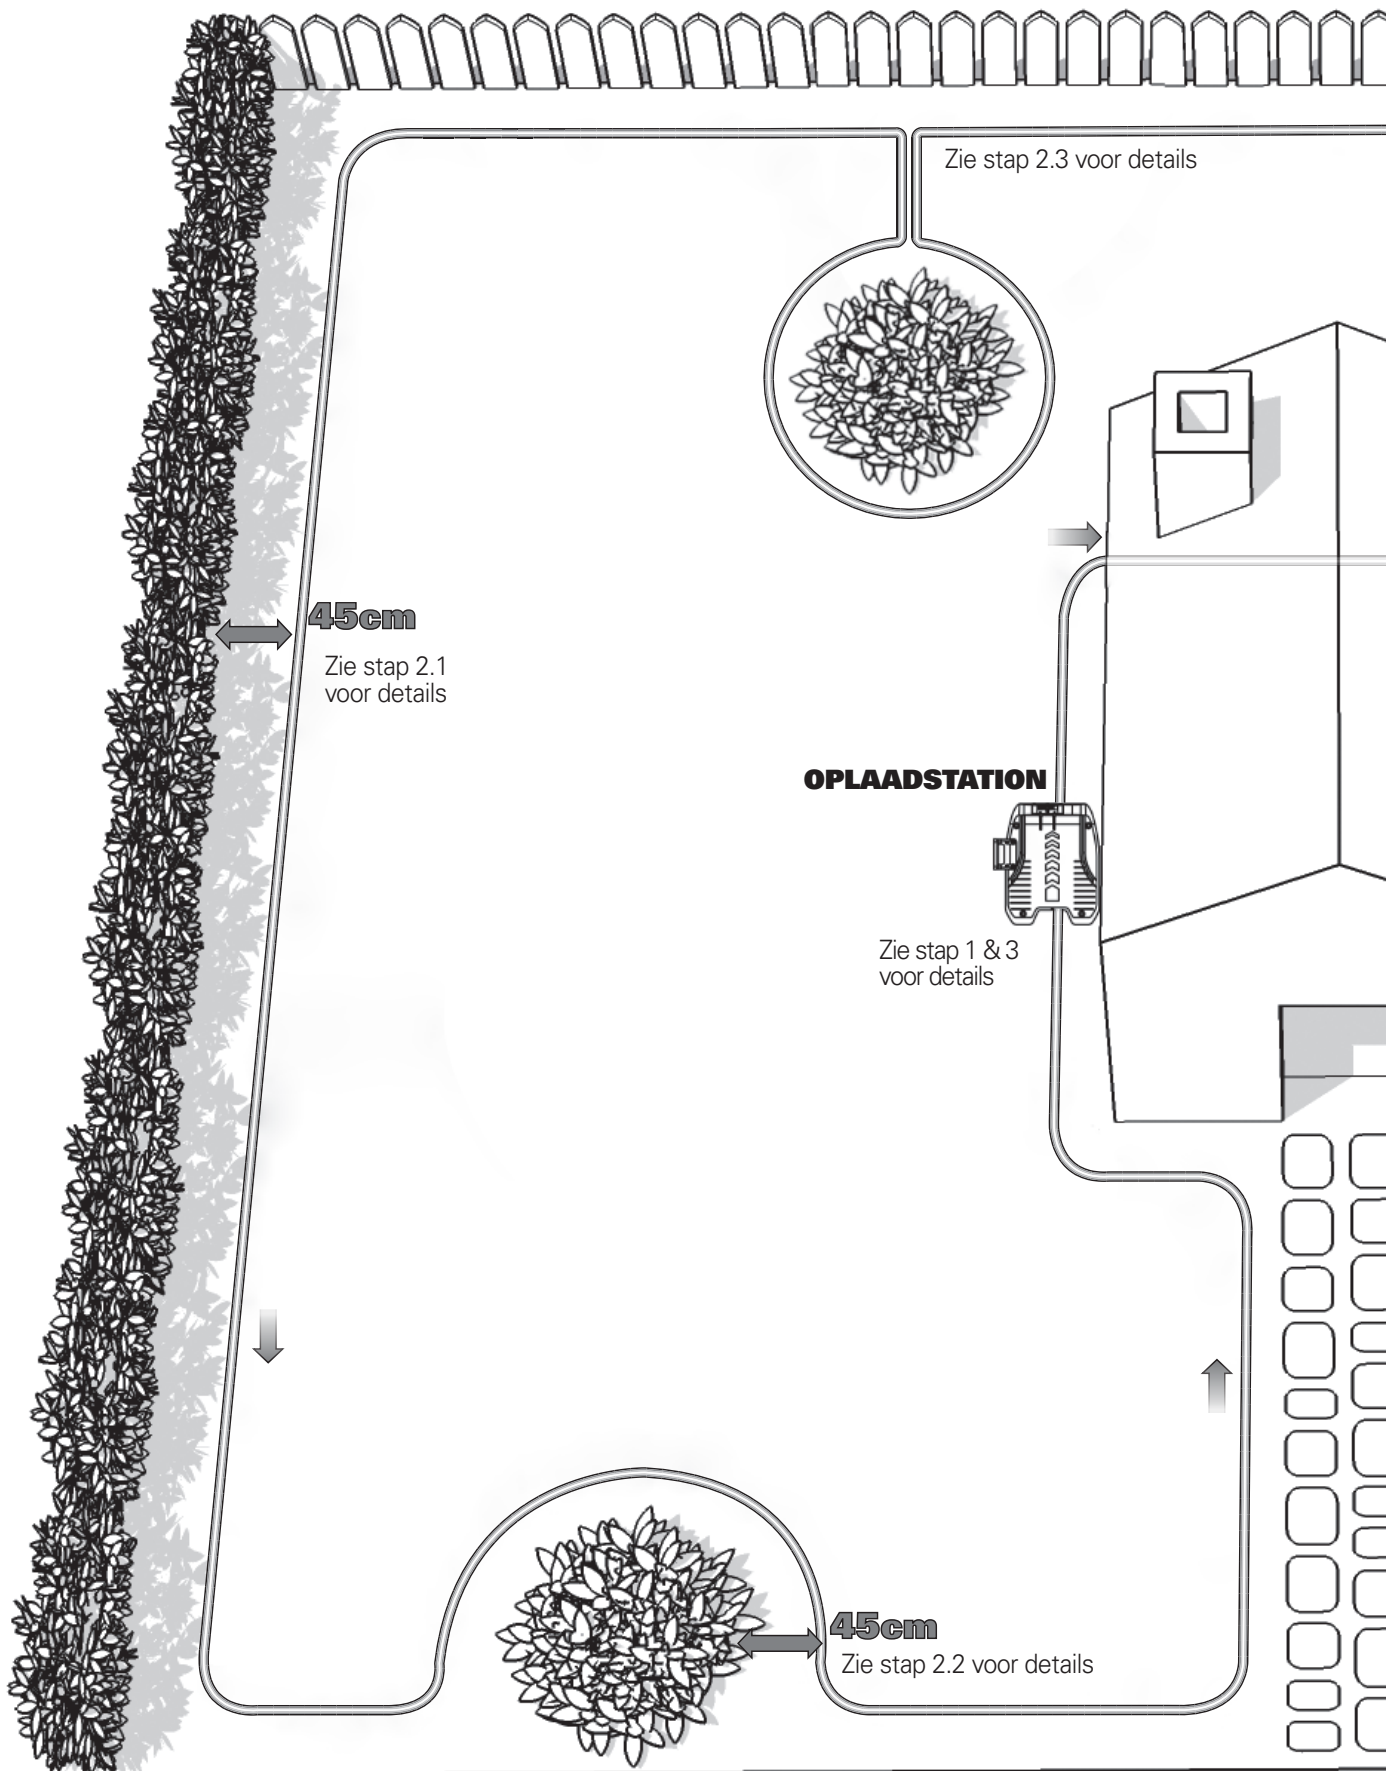 Zie stap 2.3 voor details
45cm
Zie stap 2.1
voor details
OPLAADSTATION
Zie stap 1 & 3
voor details
45cm
Zie stap 2.2 voor details